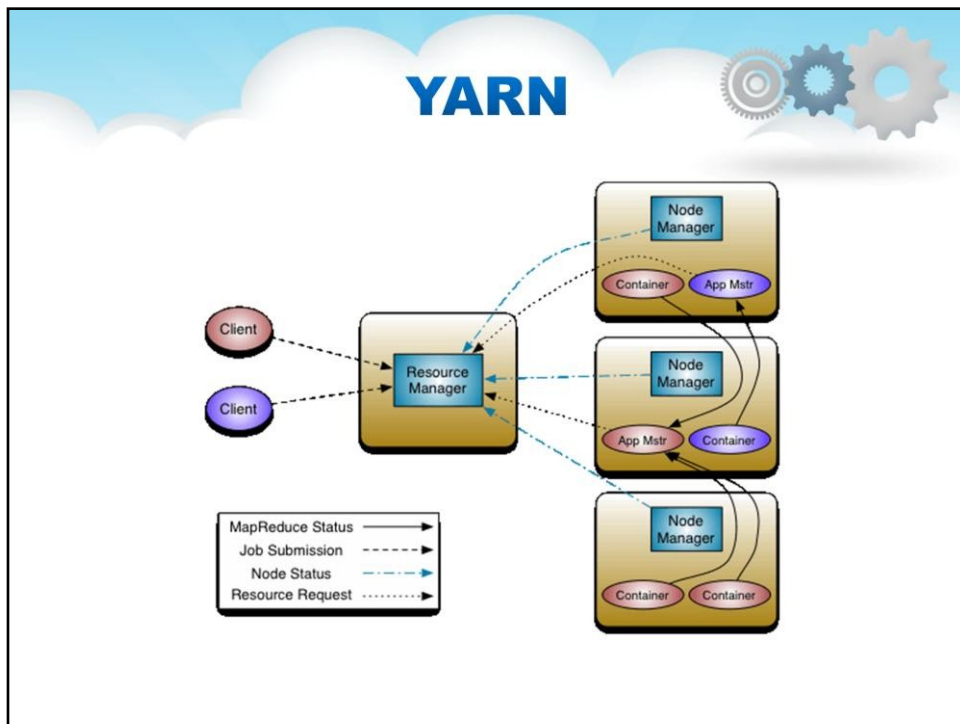 YARN
Client
Client
Resource
Manager
Node
Manager
Container
App Mstr
Node
Manager
App Mstr
Container
Node
Manager
Container
Container
MapReduce Status
Job Submission
Node Status
Resource Request